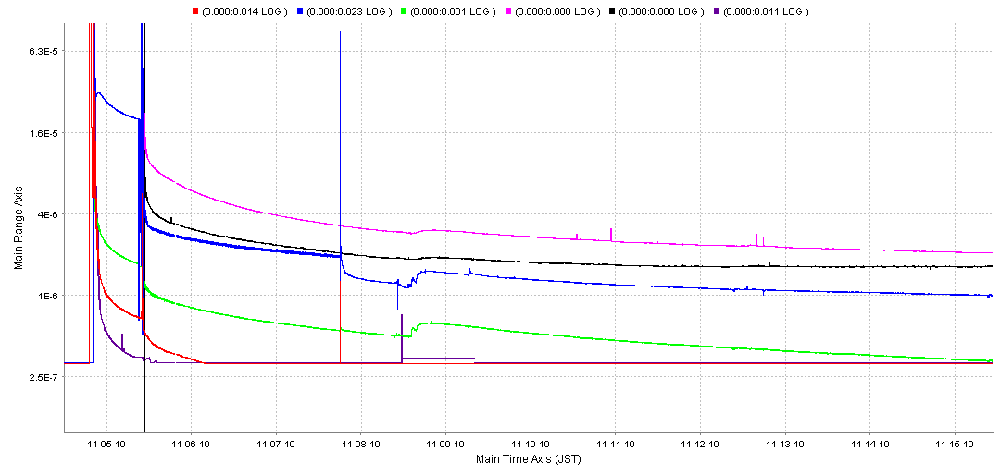 (0.000:0.014 LOG ) (0.000:0.023 LOG ) (0.000:0.001 LOG ) (0.000:0.000 LOG ) (0.000:0.000 LOG ) (0.000:0.011 LOG )
Main Range Axis
6.3E-5
1.6E-5
4E-6
1E-6
2.5E-7
11-05-10 11-06-10 11-07-10 11-08-10 11-09-10 11-10-10 11-11-10 11-12-10 11-13-10 11-14-10 11-15-10
Main Time Axis (JST)